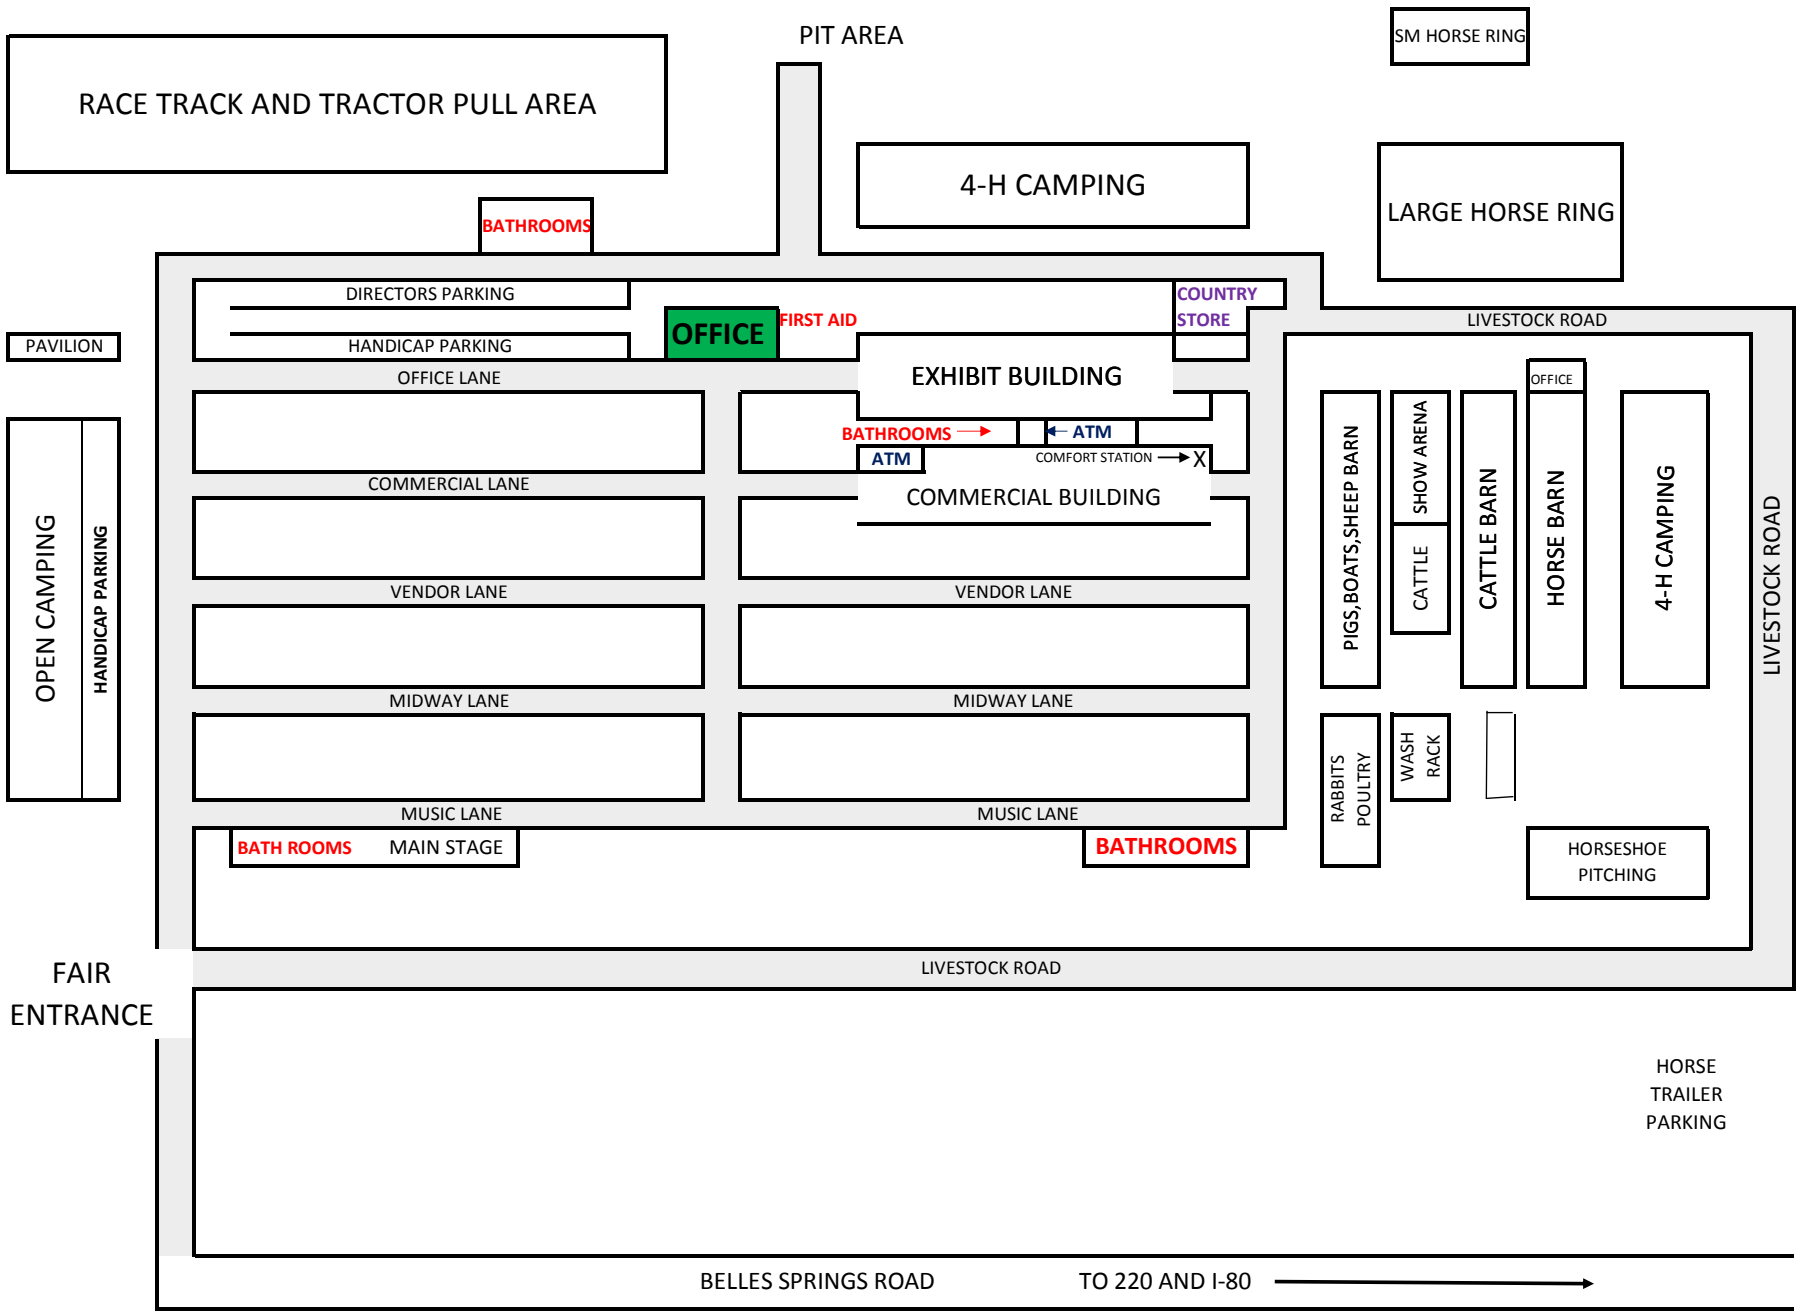 PIT AREA
SM HORSE RING
RACE TRACK AND TRACTOR PULL AREA
4-H CAMPING
LARGE HORSE RING
BATHROOMS
DIRECTORS PARKING
COUNTRY
STORE
OFFICE
FIRST AID
LIVESTOCK ROAD
PAVILION
HANDICAP PARKING
OFFICE LANE
EXHIBIT BUILDING
OFFICE
BATHROOMS
ATM
ATM
COMFORT STATION
X
COMMERCIAL LANE
COMMERCIAL BUILDING
OPEN CAMPING
HANDICAP PARKING
PIGS,BOATS,SHEEP BARN
SHOW ARENA
CATTLE
CATTLE BARN
HORSE BARN
4-H CAMPING
LIVESTOCK ROAD
VENDOR LANE
VENDOR LANE
MIDWAY LANE
MIDWAY LANE
RABBITS
POULTRY
WASH
RACK
MUSIC LANE
MUSIC LANE
BATH ROOMS
MAIN STAGE
BATHROOMS
HORSESHOE
PITCHING
FAIR
ENTRANCE
LIVESTOCK ROAD
HORSE
TRAILER
PARKING
BELLES SPRINGS ROAD
TO 220 AND I-80